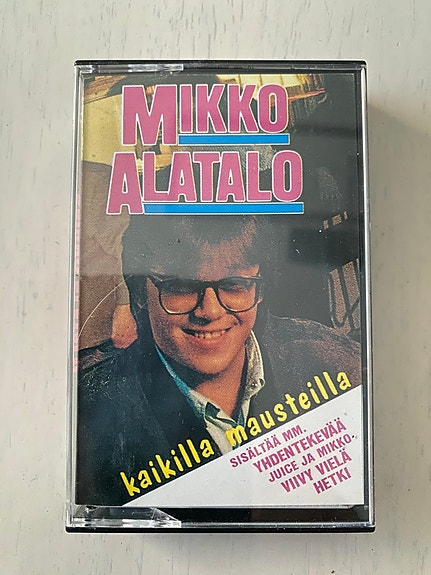 MIKKO
ALATALO
kaikilla mausteilla
SISÄLTÄÄ MM.
YHDENTEKEVÄÄ
JUICE JA MIKKO.
VIIVY VIELÄ
HETKI